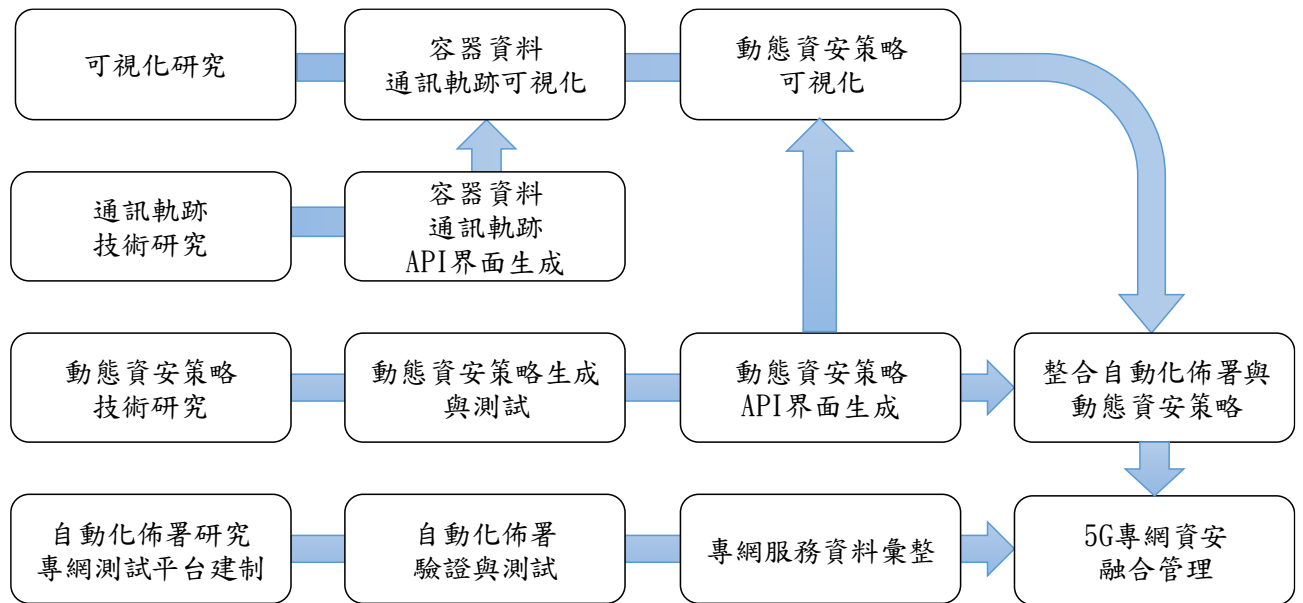 可視化研究
容器資料
通訊軌跡可視化
動態資安策略
可視化
通訊軌跡
技術研究
容器資料
通訊軌跡
API界面生成
動態資安策略
技術研究
動態資安策略生成
與測試
動態資安策略
API界面生成
整合自動化佈署與
動態資安策略
自動化佈署研究
專網測試平台建制
自動化佈署
驗證與測試
專網服務資料彙整
5G專網資安
融合管理